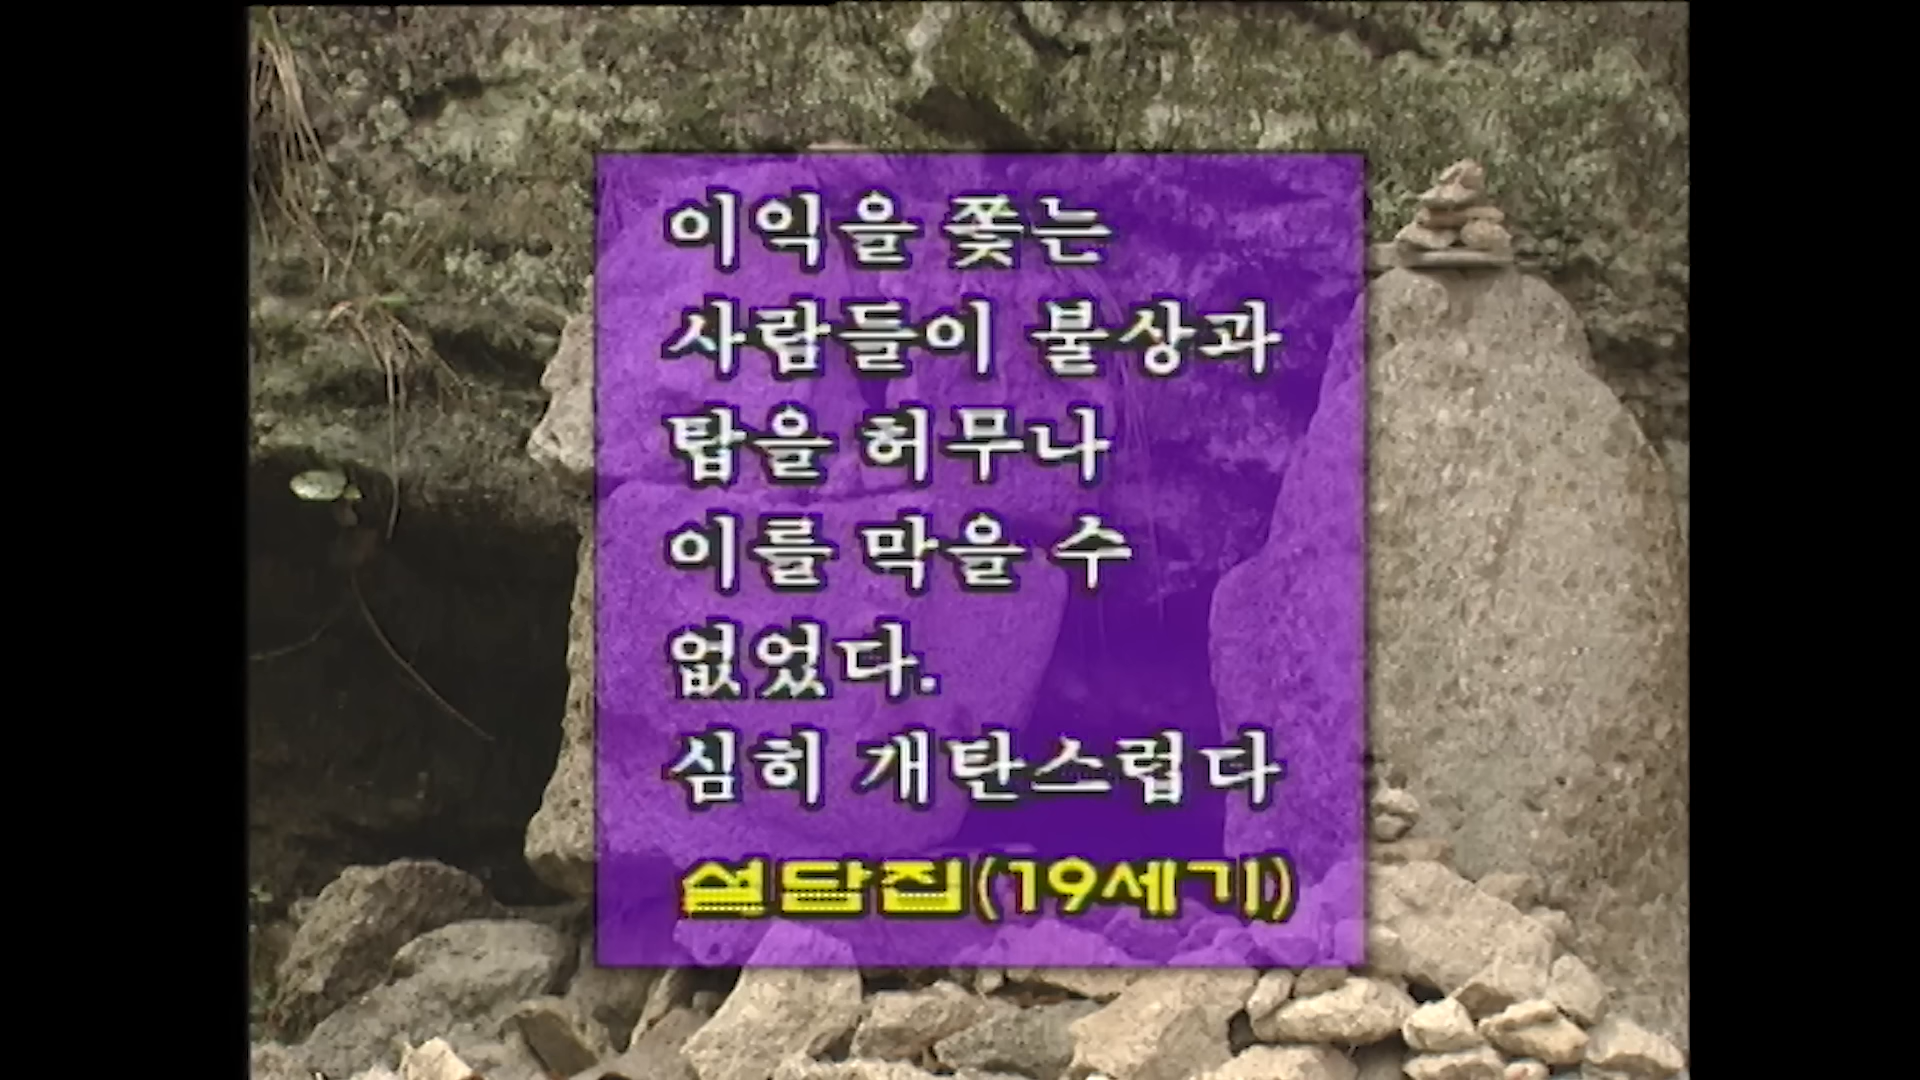 이익을 쫓는
사람들이 불상과
탑을 허무나
이를 막을 수
없었다.
심히 개탄스럽다
설담집(19세기)